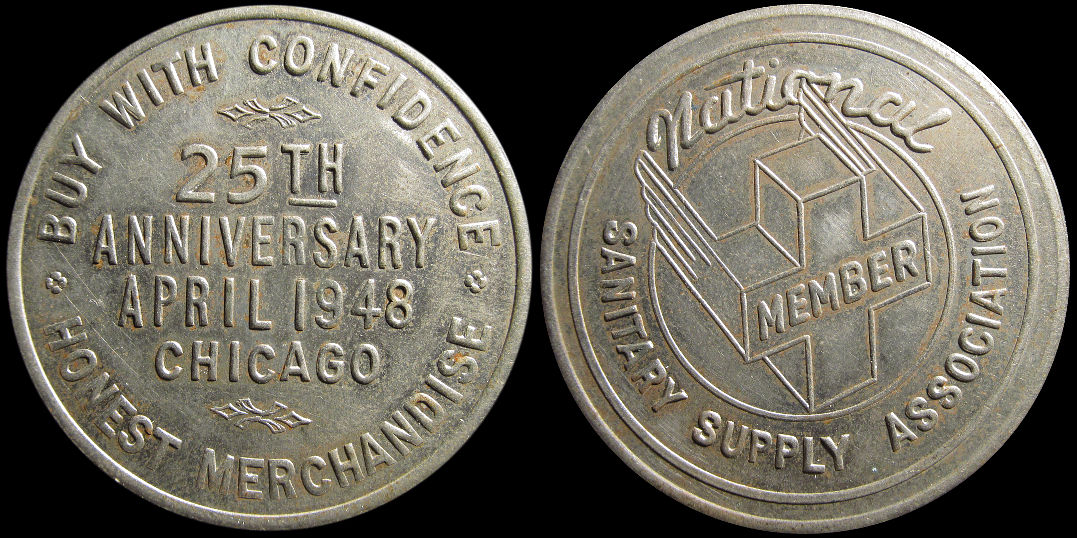 BUY WITH CONFIDENCE
25TH
ANNIVERSARY
APRIL 1948
CHICAGO
HONEST MERCHANDISE
National
MEMBER
SANITARY SUPPLY ASSOCIATION